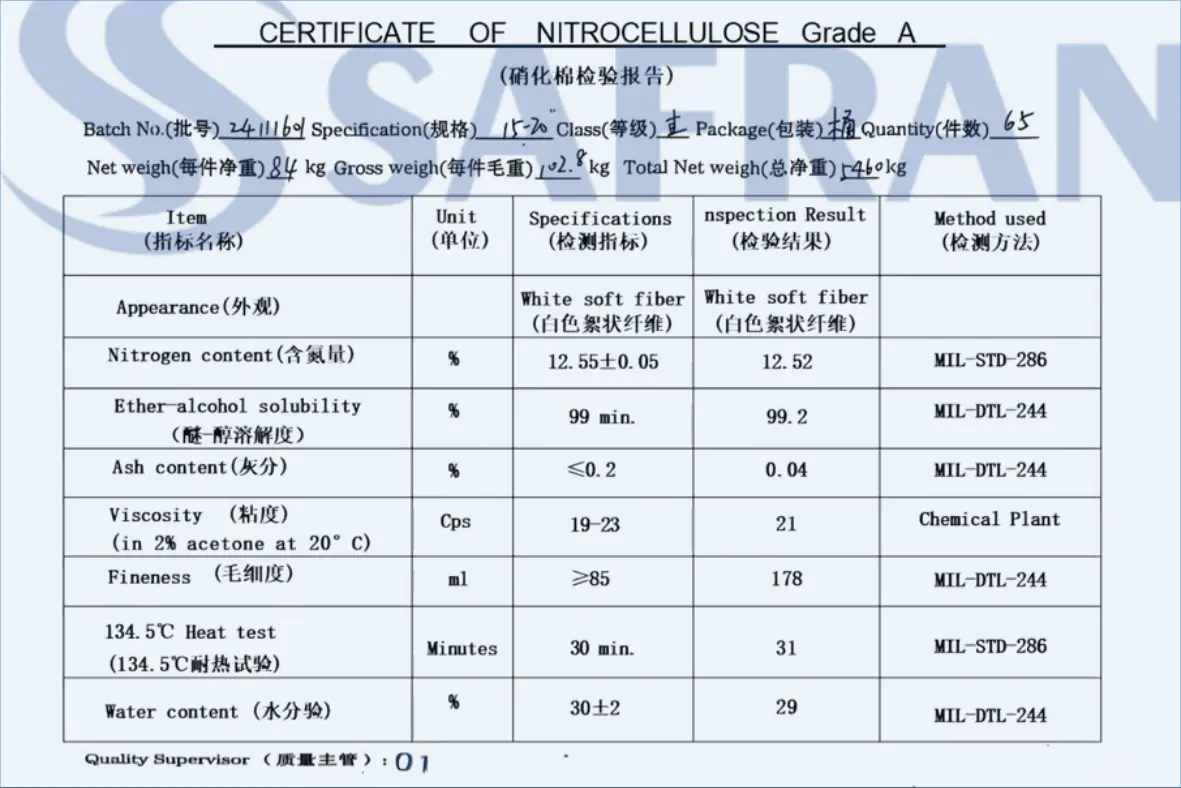 SAFRAN
CERTIFICATE OF NITROCELLULOSE Grade A
(硝化棉检验报告)
Batch No.(批号) 24111601 Specification(规格) 15-20" Class(等级) Package(包装) 桶 Quantity(件数) 65
Net weigh(每件净重) 84 kg Gross weigh(每件毛重) 102.8 kg Total Net weigh(总净重) 5460 kg
Item Unit Specifications nspection Result Method used
(指标名称) (单位) (检测指标) (检验结果) (检测方法)
Appearance(外观) White soft fiber White soft fiber
(白色絮状纤维) (白色絮状纤维)
Nitrogen content(含氮量) % 12.55±0.05 12.52 MIL-STD-286
Ether-alcohol solubility % 99 min. 99.2 MIL-DTL-244
(醚-醇溶解度)
Ash content(灰分) % ≤0.2 0.04 MIL-DTL-244
Viscosity (粘度) Cps 19-23 21 Chemical Plant
(in 2% acetone at 20° C)
Fineness (毛细度) ml ≥85 178 MIL-DTL-244
134.5℃ Heat test Minutes 30 min. 31 MIL-STD-286
(134.5℃耐热试验)
Water content (水分验) % 30±2 29 MIL-DTL-244
Quality Supervisor (质量主管): 01